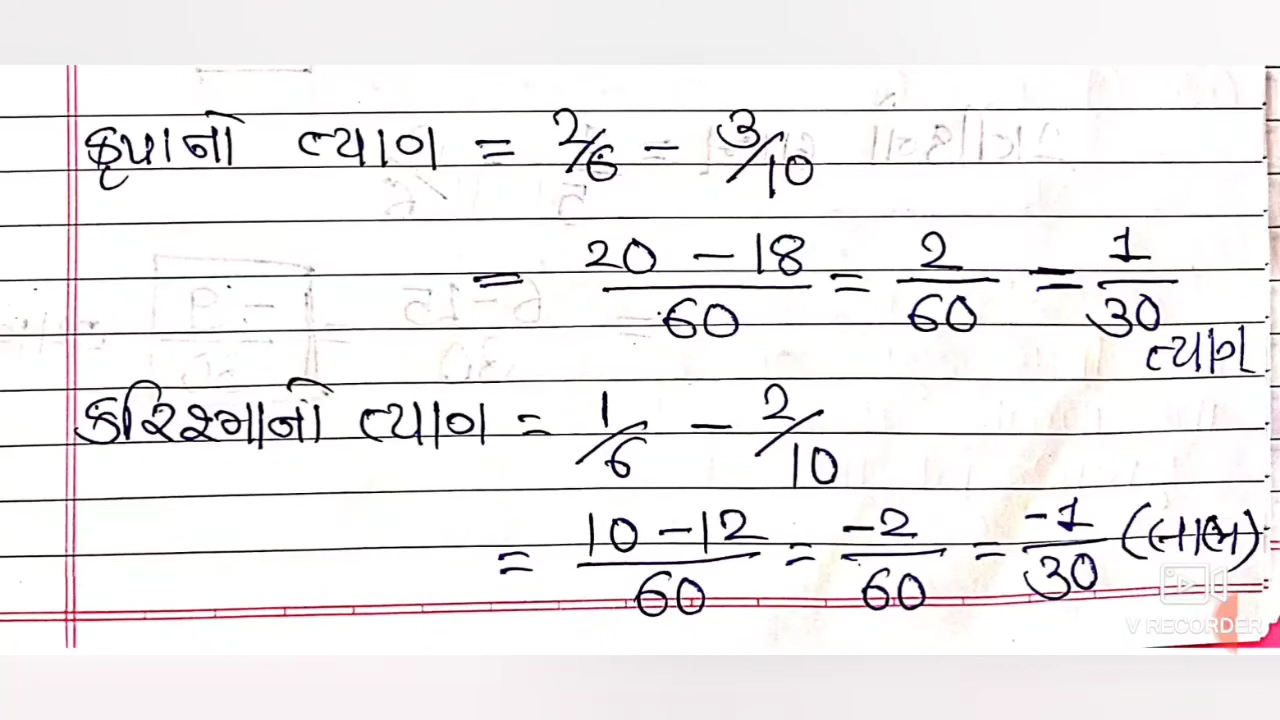 કૃપાનો ત્યાગ = 2/6 - 3/10
= 20 - 18 / 60 = 2/60 = 1/30
ત્યાગ
કરિશ્માનો ત્યાગ = 1/6 - 2/10
= 10 - 12 / 60 = -2/60 = -1/30 (લાભ)
V RECORDER